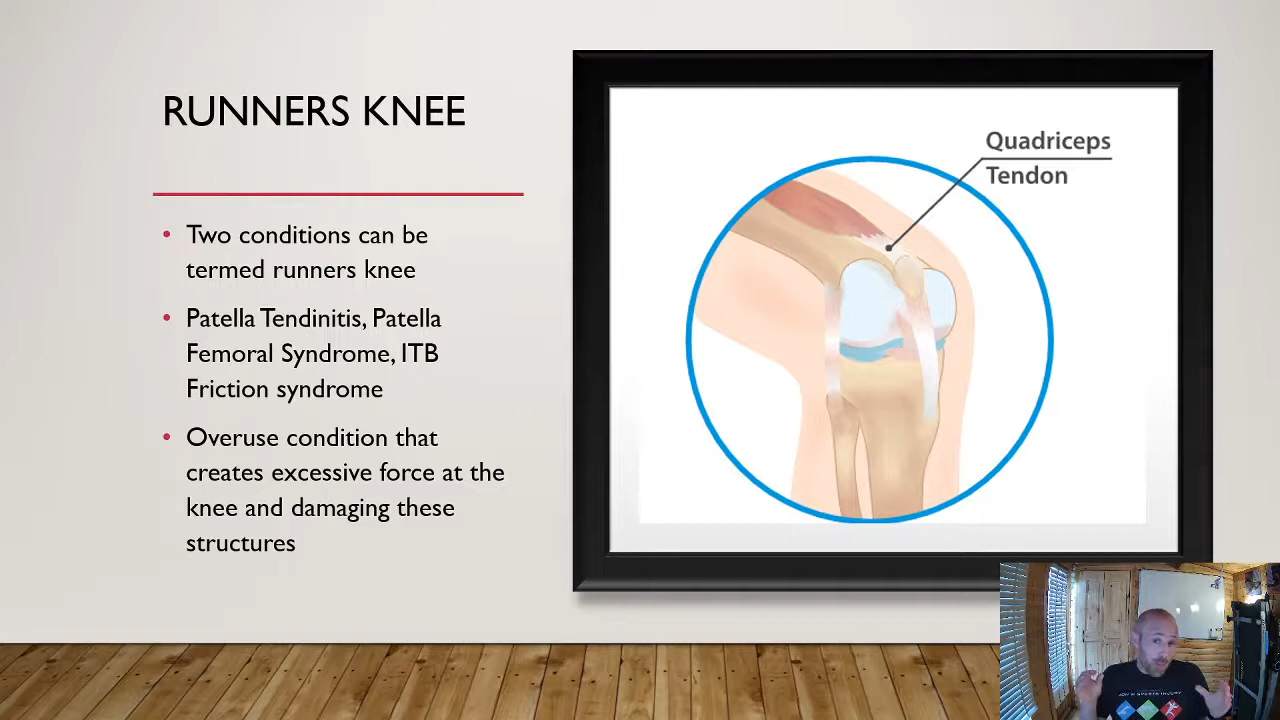 RUNNERS KNEE
• Two conditions can be
termed runners knee
• Patella Tendinitis, Patella
Femoral Syndrome, ITB
Friction syndrome
• Overuse condition that
creates excessive force at the
knee and damaging these
structures
Quadriceps
Tendon